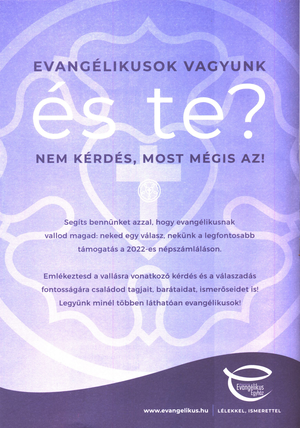 EVANGÉLIKUSOK VAGYUNK
és te?
NEM KÉRDÉS, MOST MÉGIS AZ!
Segíts bennünket azzal, hogy evangélikusnak
vallod magad: neked egy válasz, nekünk a legfontosabb
támogatás a 2022-es népszámláláson.
Emlékeztesd a vallásra vonatkozó kérdés és a válaszadás
fontosságára családod tagjait, barátaidat, ismerőseidet is!
Legyünk minél többen láthatóan evangélikusok!
Evangélikus
Egyház
www.evangelikus.hu
LÉLEKKEL, ISMERETTEL